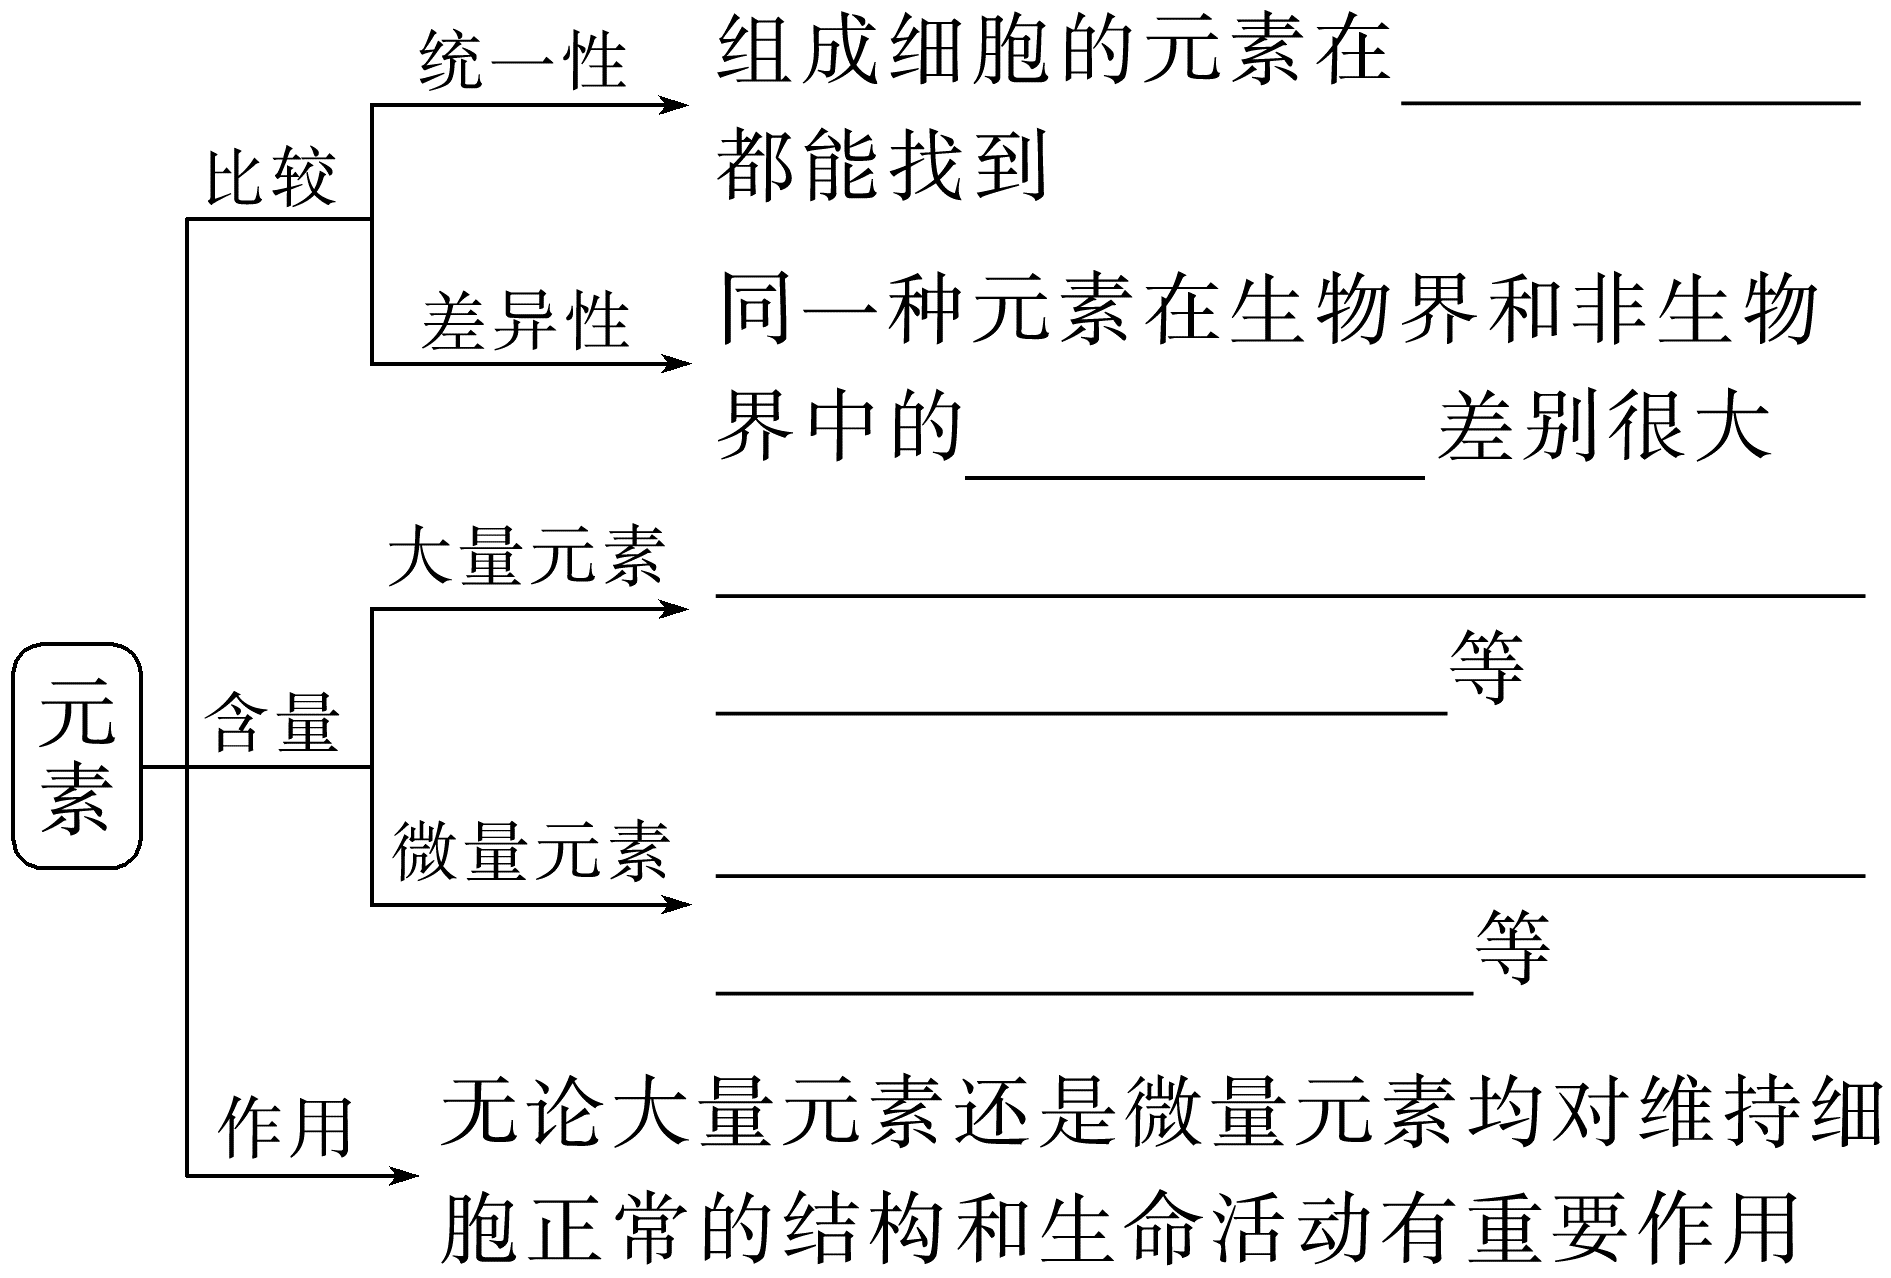 统一性
组成细胞的元素在
都能找到
比较
差异性
同一种元素在生物界和非生物
界中的 差别很大
大量元素
等
元素
含量
微量元素
等
作用
无论大量元素还是微量元素均对维持细
胞正常的结构和生命活动有重要作用